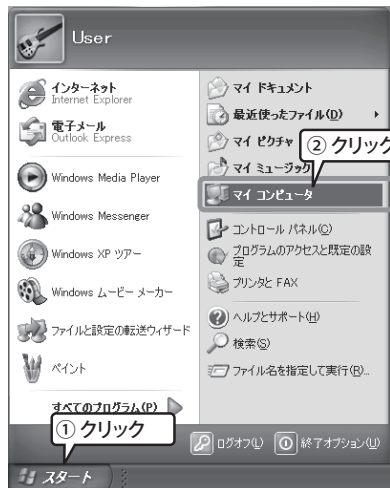 User
インターネット
Internet Explorer
電子メール
Outlook Express
Windows Media Player
Windows Messenger
Windows XP ツアー
Windows ムービー メーカー
ファイルと設定の転送ウィザード
ペイント
すべてのプログラム(P)
① クリック
マイ ドキュメント
最近使ったファイル(D)
マイ ピクチャ
② クリック
マイ ミュージック
マイ コンピュータ
コントロール パネル(C)
プログラムのアクセスと既定の設
定
プリンタと FAX
ヘルプとサポート(H)
検索(S)
ファイル名を指定して実行(R)...
ログオフ(L)
終了オプション(U)
スタート